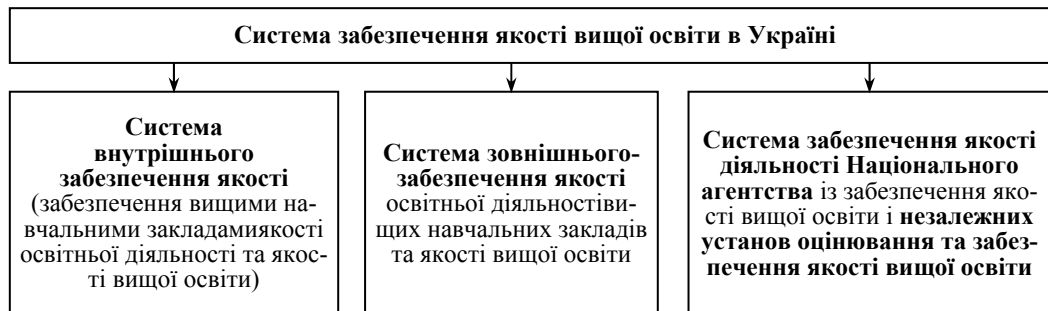 Система забезпечення якості вищої освіти в Україні
Система
внутрішнього
забезпечення якості
(забезпечення вищими на-
вчальними закладамиякості
освітньої діяльності та якос-
ті вищої освіти)
Система зовнішнього-
забезпечення якості
освітньої діяльностіви-
щих навчальних закладів
та якості вищої освіти
Система забезпечення якості
діяльності Національного
агентства із забезпечення яко-
сті вищої освіти і незалежних
установ оцінювання та забез-
печення якості вищої освіти